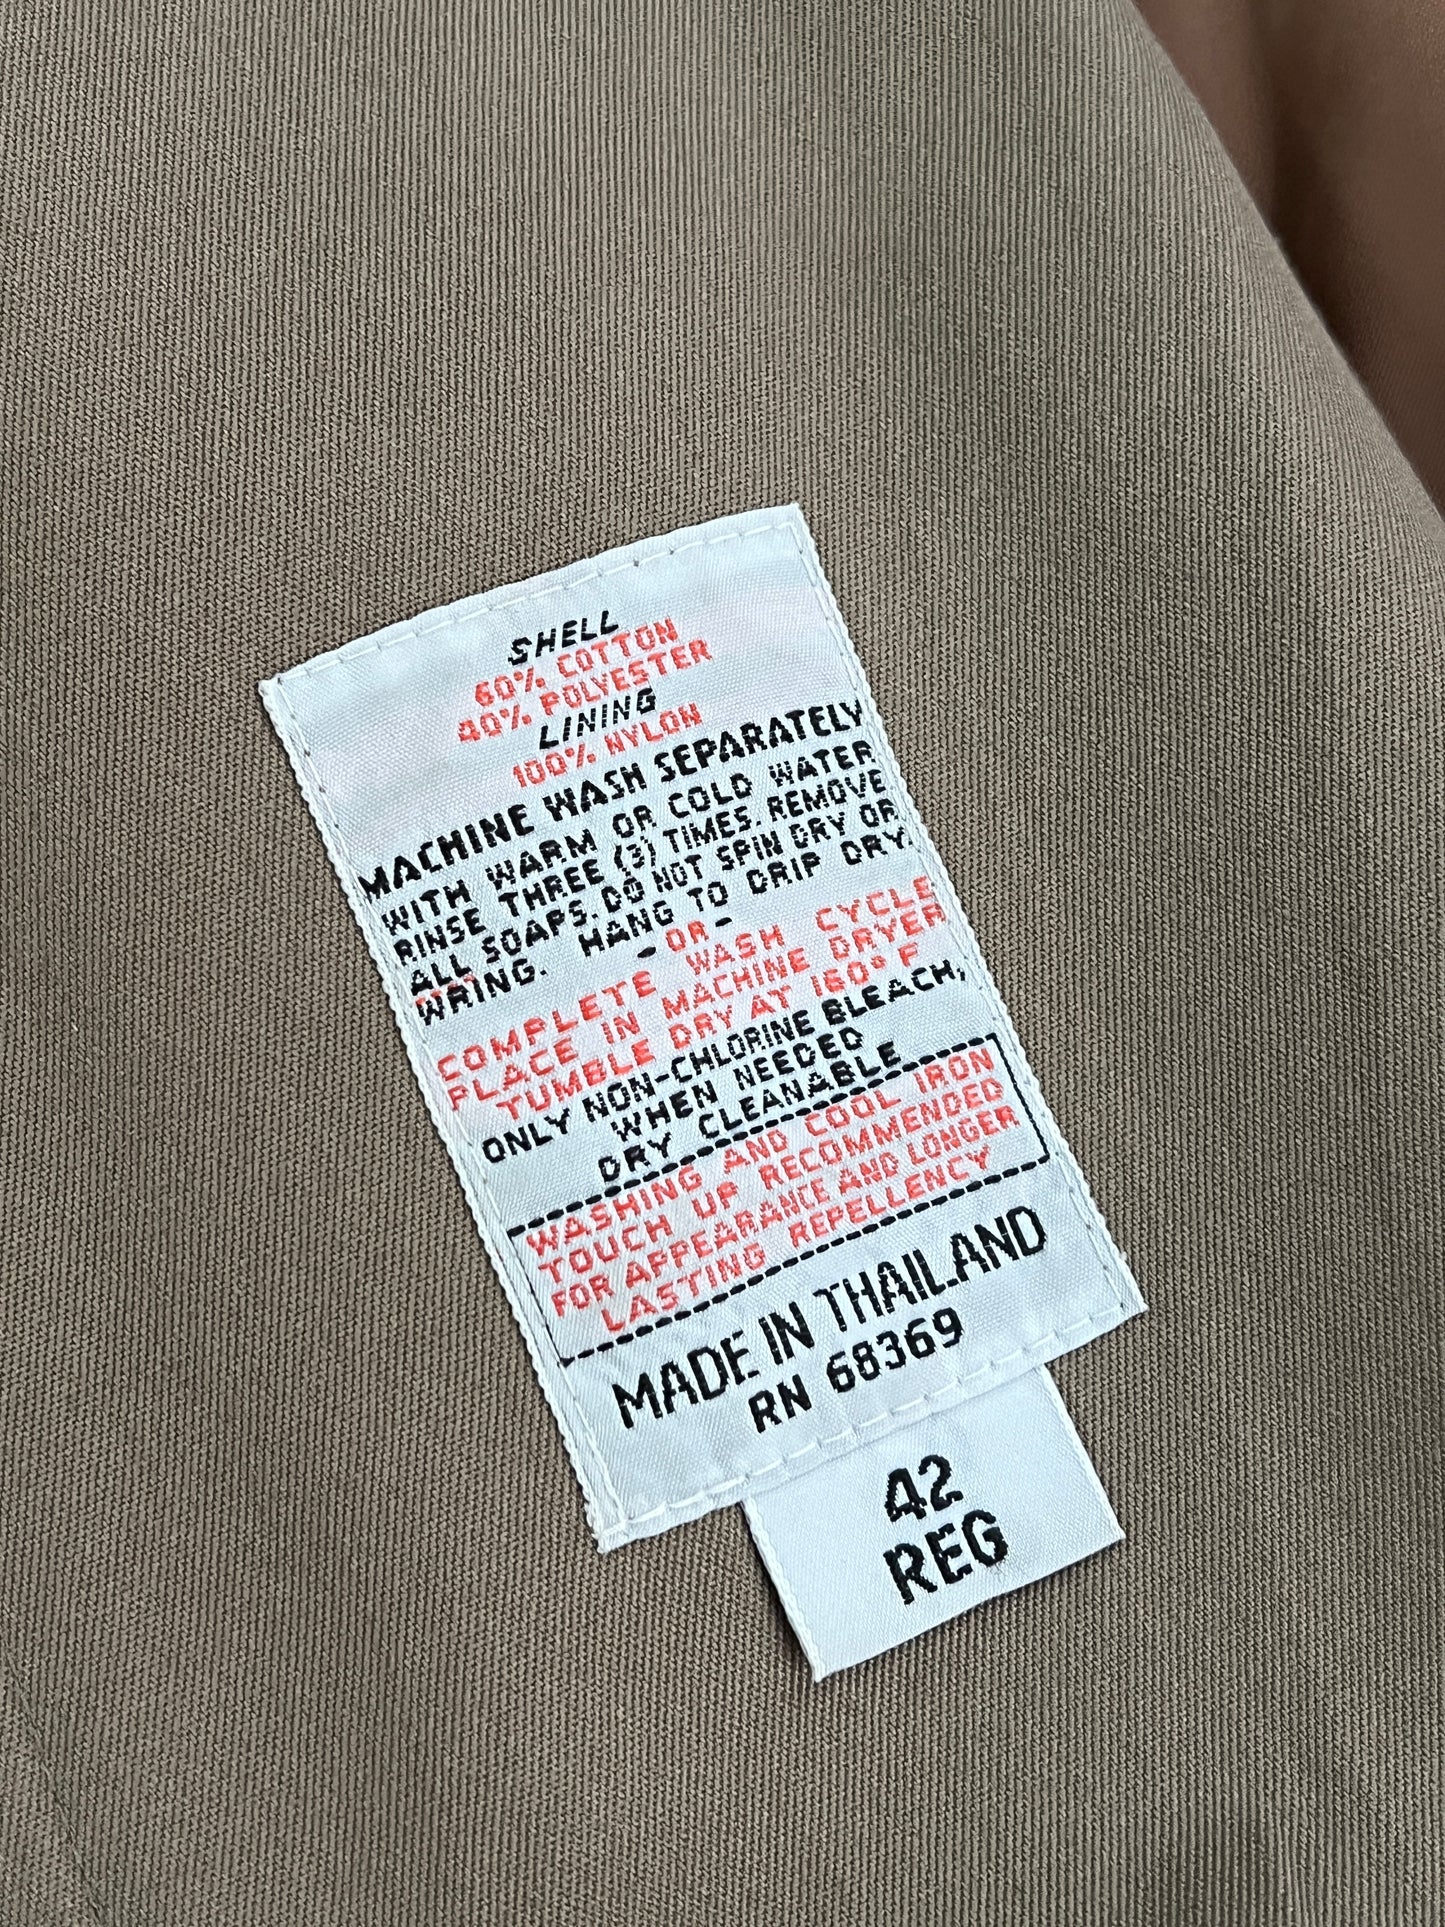 SHELL
60% COTTON
40% POLYESTER
LINING
100% NYLON
MACHINE WASH SEPARATELY
WITH WARM OR COLD WATER
RINSE THREE (3) TIMES. REMOVE
ALL SOAPS. DO NOT SPIN DRY OR
WRING. HANG TO DRIP DRY.
- OR -
COMPLETE WASH CYCLE
PLACE IN MACHINE DRYER
TUMBLE DRY AT 160° F
ONLY NON-CHLORINE BLEACH,
WHEN NEEDED
DRY CLEANABLE
WASHING AND COOL IRON
TOUCH UP RECOMMENDED
FOR APPEARANCE AND LONGER
LASTING REPELLENCY
MADE IN THAILAND
RN 68369
42
REG